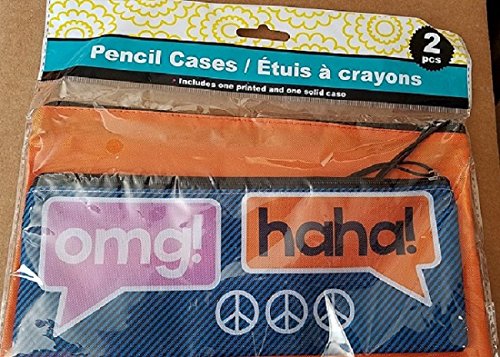 2
pcs
Pencil Cases / Étuis à crayons
· Includes one printed and one solid case
omg! haha!